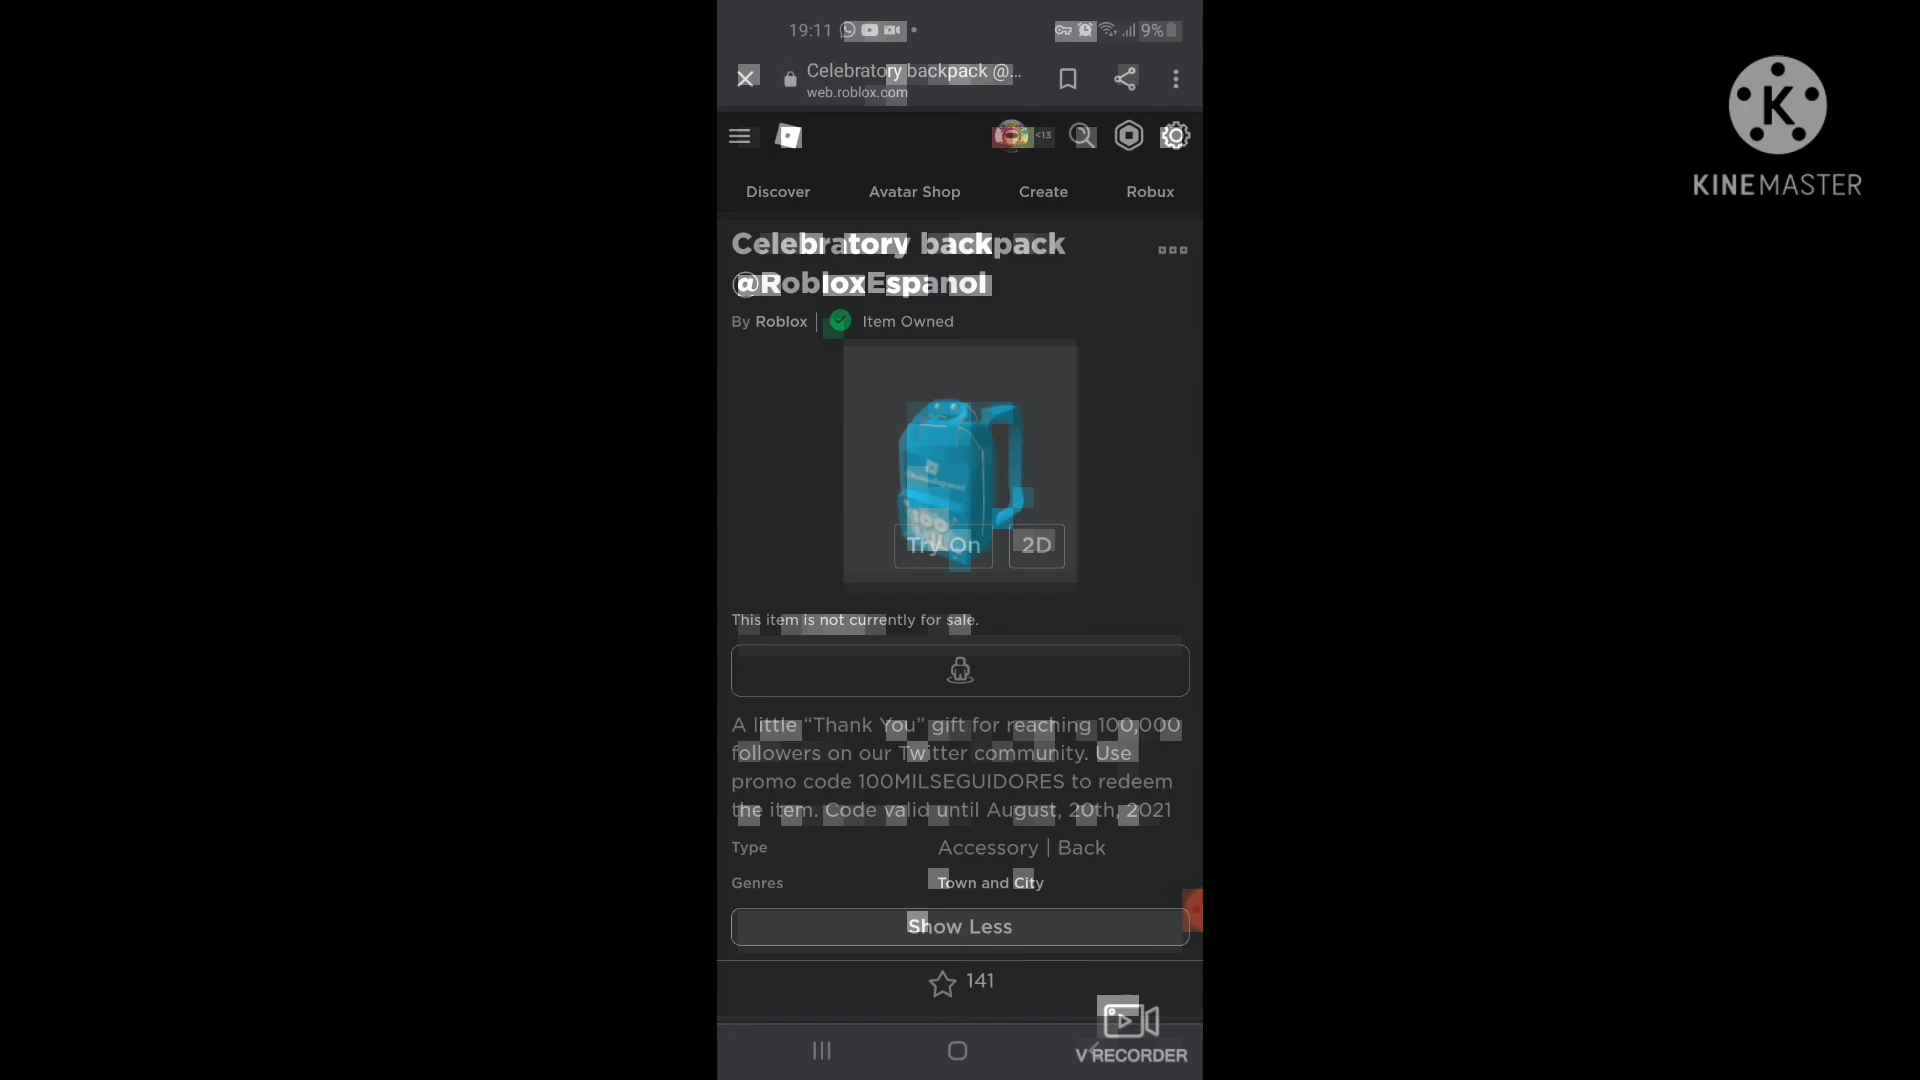 19:11
9%
Celebratory backpack @...
web.roblox.com
<13
Discover Avatar Shop Create Robux
Celebratory backpack
@RobloxEspanol
By Roblox | Item Owned
Try On 2D
This item is not currently for sale.
A little “Thank You” gift for reaching 100,000
followers on our Twitter community. Use
promo code 100MILSEGUIDORES to redeem
the item. Code valid until August, 20th, 2021
Type Accessory | Back
Genres Town and City
Show Less
141
V RECORDER
K
KINEMASTER